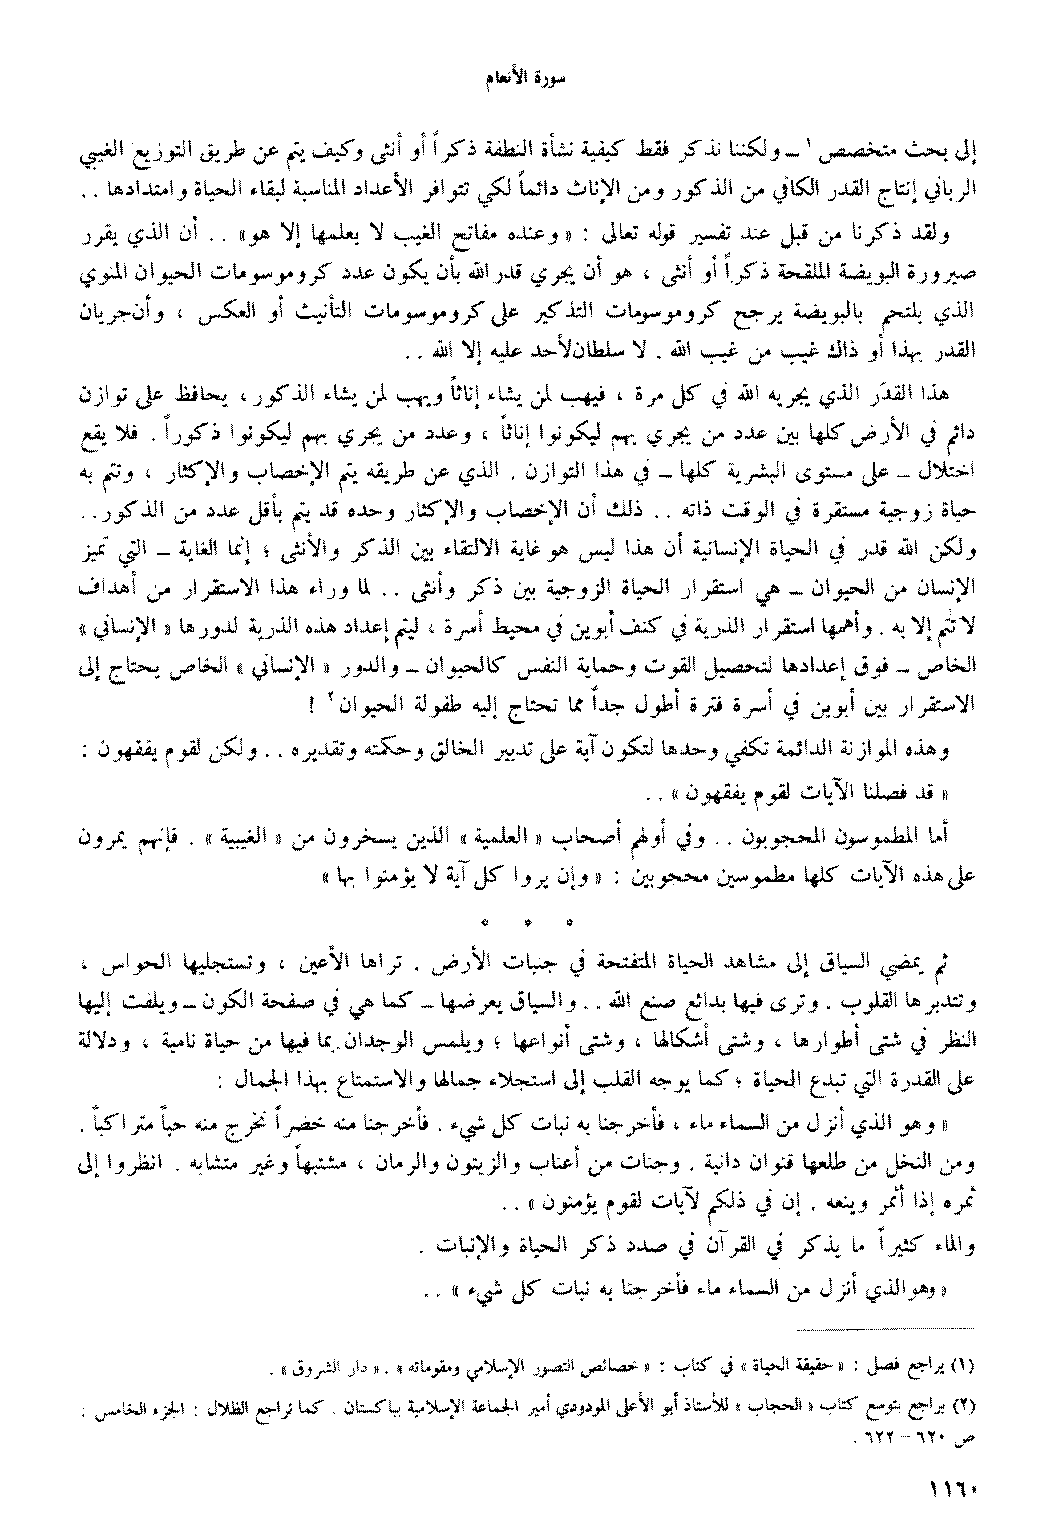 سورة الأنعام
إلى بحث متخصص ١ ــ ولكننا نذكر فقط كيفية نشأة النطفة ذكراً أو أنثى وكيف يتم عن طريق التوزيع الغيبي
الرباني إنتاج القدر الكافي من الذكور ومن الإناث دائماً لكي تتوافر الأعداد المناسبة لبقاء الحياة وامتدادها . .
ولقد ذكرنا من قبل عند تفسير قوله تعالى : « وعنده مفاتح الغيب لا يعلمها إلا هو» . . أن الذي يقرر
صيرورة البويضة الملقحة ذكراً أو أنثى ، هو أن يجري قدر الله بأن يكون عدد كروموسومات الحيوان المنوي
الذي يلتحم بالبويضة يرجح كروموسومات التذكير على كروموسومات التأنيث أو العكس ، وأن جريان
القدر بهذا أو ذاك غيب من غيب الله . لا سلطان لأحد عليه إلا الله . .
هذا القدَر الذي يجريه الله في كل مرة ، فيهب لمن يشاء إناثاً ويهب لمن يشاء الذكور ، يحافظ على توازن
دائم في الأرض كلها بين عدد من يجري بهم ليكونوا إناثاً ، وعدد من يجري بهم ليكونوا ذكوراً . فلا يقع
اختلال ــ على مستوى البشرية كلها ــ في هذا التوازن . الذي عن طريقه يتم الإخصاب والإكثار ، وتتم به
حياة زوجية مستقرة في الوقت ذاته . . ذلك أن الإخصاب والإكثار وحده قد يتم بأقل عدد من الذكور . .
ولكن الله قدر في الحياة الإنسانية أن هذا ليس هو غاية الالتقاء بين الذكر والأنثى ؛ إنما الغاية ــ التي تميز
الإنسان من الحيوان ــ هي استقرار الحياة الزوجية بين ذكر وأنثى . . لما وراء هذا الاستقرار من أهداف
لا تتم إلا به . وأهمها استقرار الذرية في كنف أبوين في محيط أسرة ، ليتم إعداد هذه الذرية لدورها « الإنساني »
الخاص ــ فوق إعدادها لتحصيل القوت وحماية النفس كالحيوان ــ والدور « الإنساني » الخاص يحتاج إلى
الاستقرار بين أبوين في أسرة فترة أطول جداً مما تحتاج إليه طفولة الحيوان ٢ !
وهذه الموازنة الدائمة تكفي وحدها لتكون آية على تدبير الخالق وحكمته وتقديره . . ولكن لقوم يفقهون :
« قد فصلنا الآيات لقوم يفقهون » . .
أما المطموسون المحجوبون . . وفي أولهم أصحاب « العلمية » الذين يسخرون من « الغيبية » . فإنهم يمرون
على هذه الآيات كلها مطموسين محجوبين : « وإن يروا كل آية لا يؤمنوا بها »
* * *
ثم يمضي السياق إلى مشاهد الحياة المتفتحة في جنبات الأرض . تراها الأعين ، وتستجليها الحواس ،
وتتدبرها القلوب . وترى فيها بدائع صنع الله . . والسياق يعرضها ــ كما هي في صفحة الكون ــ ويلفت إليها
النظر في شتى أطوارها ، وشتى أشكالها ، وشتى أنواعها ؛ ويلمس الوجدان بما فيها من حياة نامية ، ودلالة
على القدرة التي تبدع الحياة ؛ كما يوجه القلب إلى استجلاء جمالها والاستمتاع بهذا الجمال :
« وهو الذي أنزل من السماء ماء ، فأخرجنا به نبات كل شيء . فأخرجنا منه خضراً نخرج منه حباً متراكباً .
ومن النخل من طلعها قنوان دانية . وجنات من أعناب والزيتون والرمان ، مشتبهاً وغير متشابه . انظروا إلى
ثمره إذا أثمر وينعه . إن في ذلكم لآيات لقوم يؤمنون » . .
والماء كثيراً ما يذكر في القرآن في صدد ذكر الحياة والإنبات .
« وهو الذي أنزل من السماء ماء فأخرجنا به نبات كل شيء » . .
(١) يراجع فصل : « حقيقة الحياة » في كتاب : « خصائص التصور الإسلامي ومقوماته » . « دار الشروق » .
(٢) يراجع بتوسع كتاب « الحجاب » للأستاذ أبو الأعلى المودودي أمير الجماعة الإسلامية بباكستان . كما تراجع الظلال : الجزء الخامس :
ص ٦٢٠ – ٦٢٢ .
١١٦٠